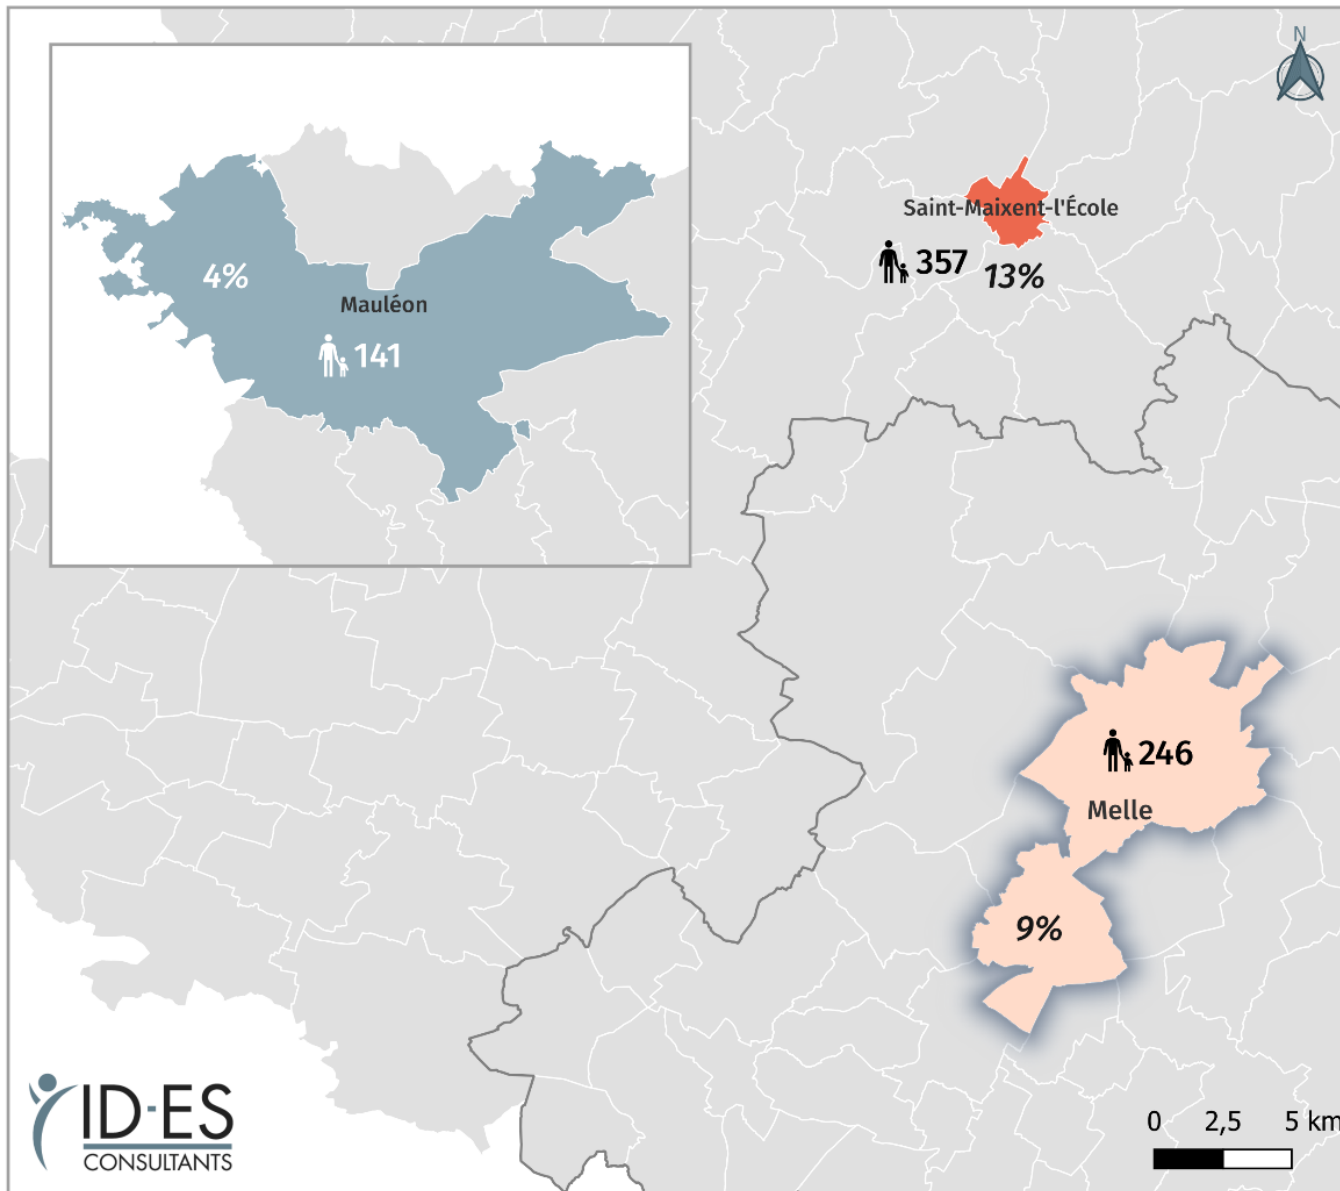 N
4%
Mauléon
141
Saint-Maixent-l'École
357
13%
246
Melle
9%
ID-ES
CONSULTANTS
0 2,5 5 km